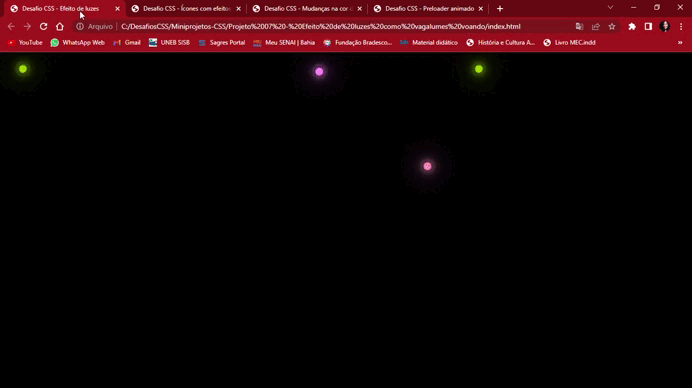 Desafio CSS - Efeito de luzes
Desafio CSS - Ícones com efeitos
Desafio CSS - Mudanças na cor d
Desafio CSS - Preloader animado
Arquivo | C:/DesafiosCSS/Miniprojetos-CSS/Projeto%2007%20-%20Efeito%20de%20luzes%20como%20vagalumes%20voando/index.html
YouTube WhatsApp Web Gmail UNEB SISB Sagres Portal Meu SENAI | Bahia Fundação Bradesco... Material didático História e Cultura A... Livro MEC.indd »